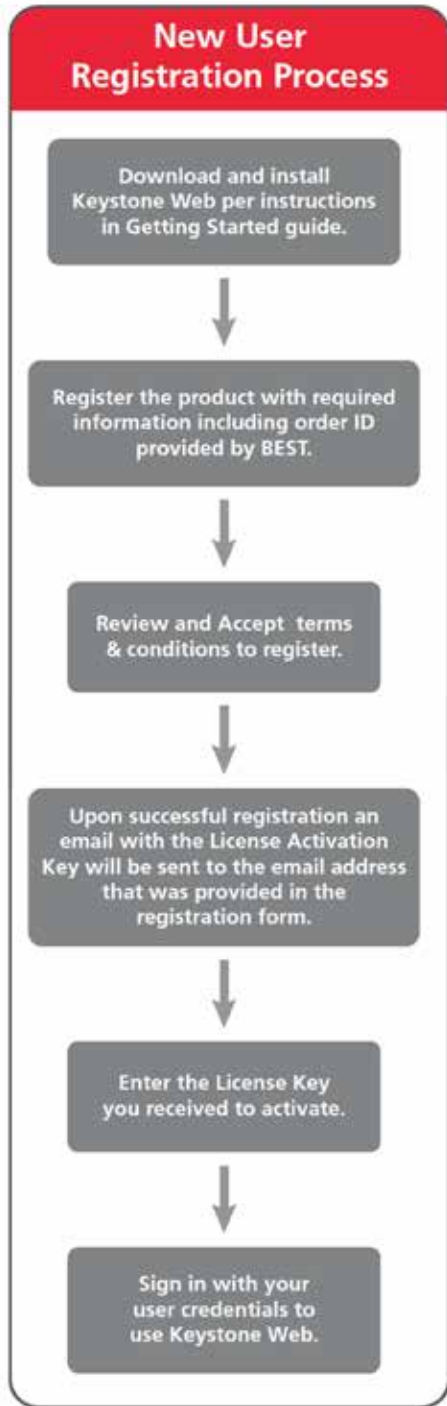 New User
Registration Process
Download and install
Keystone Web per instructions
in Getting Started guide.
Register the product with required
information including order ID
provided by BEST.
Review and Accept terms
& conditions to register.
Upon successful registration an
email with the License Activation
Key will be sent to the email address
that was provided in the
registration form.
Enter the License Key
you received to activate.
Sign in with your
user credentials to
use Keystone Web.